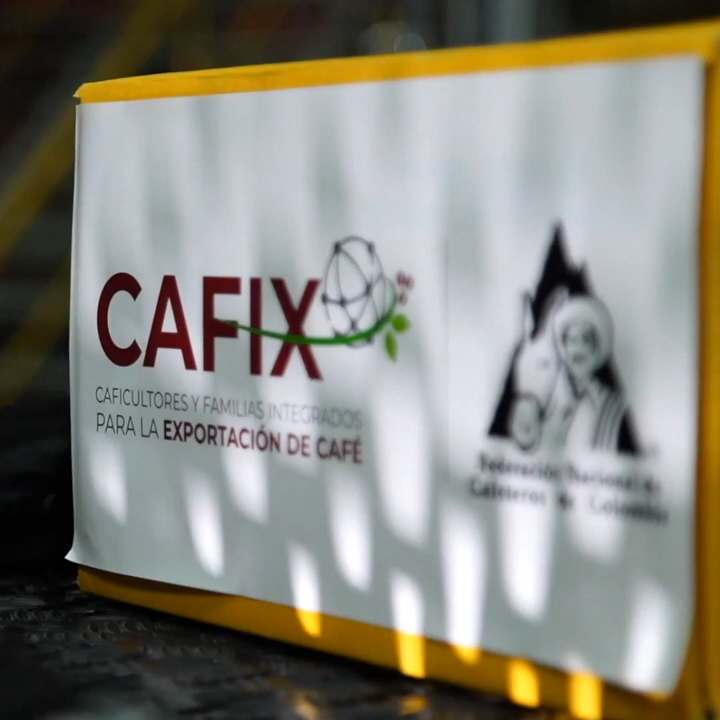 CAFIX
CAFICULTORES Y FAMILIAS INTEGRADOS
PARA LA EXPORTACIÓN DE CAFÉ
Federación Nacional de
Cafeteros de Colombia